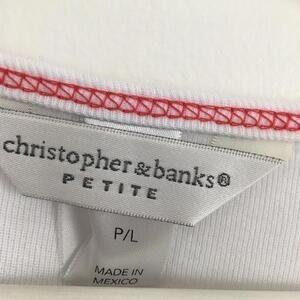 christopher&banks®
PETITE
P/L
MADE IN
MEXICO